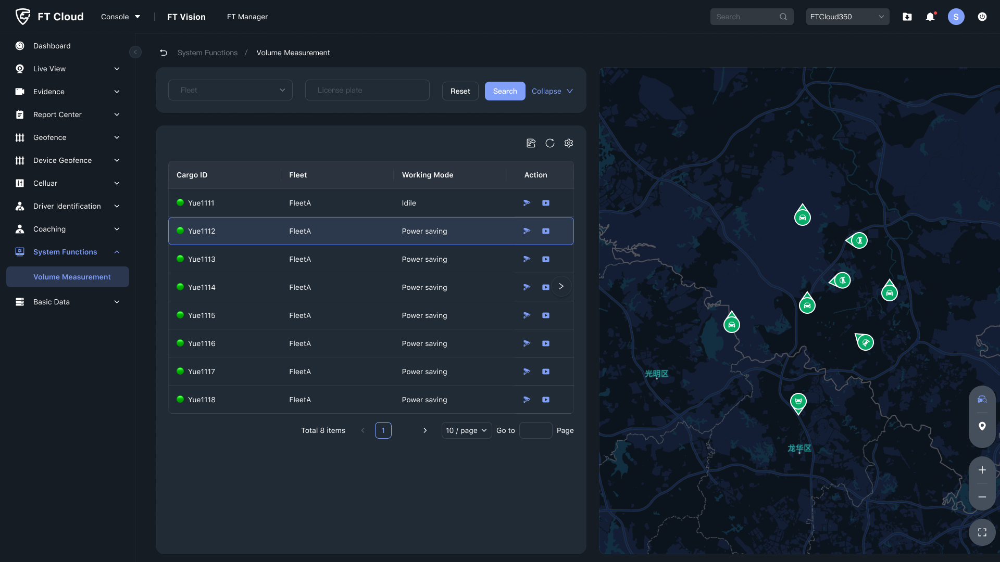 FT Cloud
Console
FT Vision
FT Manager
Search
FTCloud350
S
Dashboard
Live View
Evidence
Report Center
Geofence
Device Geofence
Celluar
Driver Identification
Coaching
System Functions
Volume Measurement
Basic Data
System Functions / Volume Measurement
Fleet
License plate
Reset
Search
Collapse
Cargo ID Fleet Working Mode Action
Yue1111 FleetA Idile
Yue1112 FleetA Power saving
Yue1113 FleetA Power saving
Yue1114 FleetA Power saving
Yue1115 FleetA Power saving
Yue1116 FleetA Power saving
Yue1117 FleetA Power saving
Yue1118 FleetA Power saving
Total 8 items 1 10 / page Go to Page
光明区
龙华区